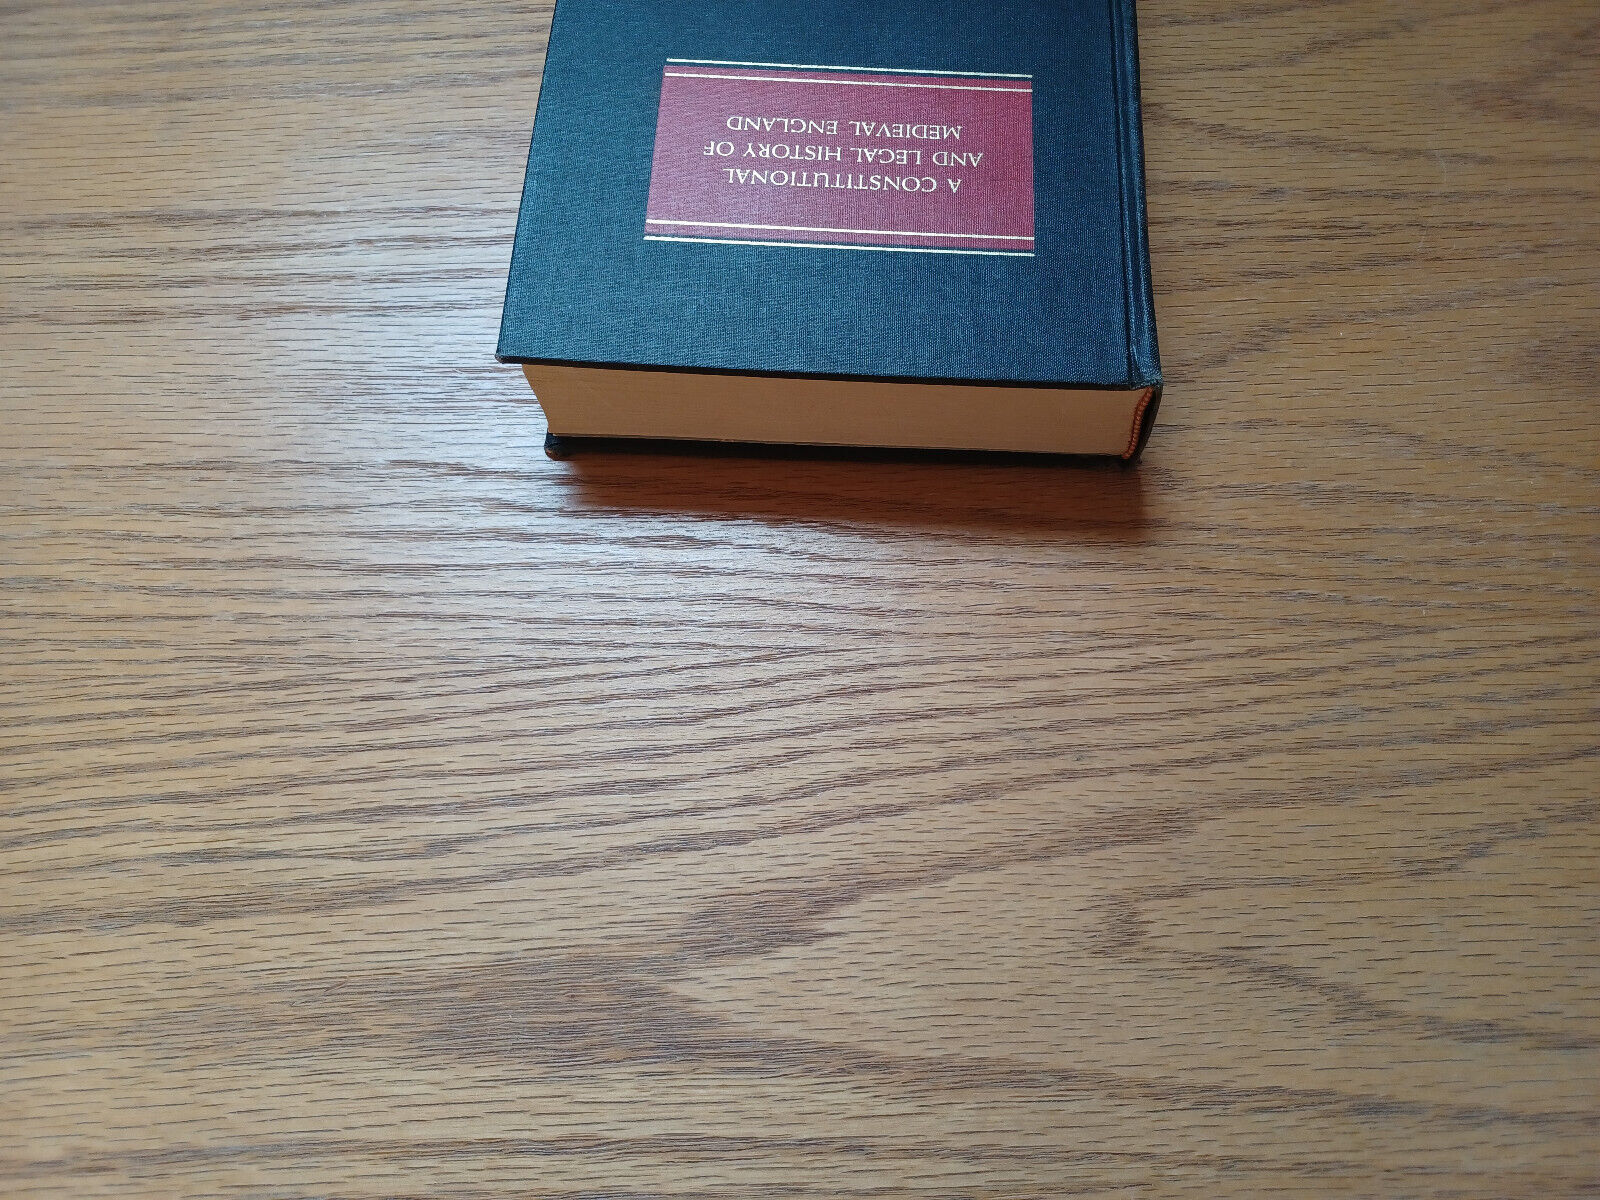 A CONSTITUTIONAL
AND LEGAL HISTORY OF
MEDIEVAL ENGLAND